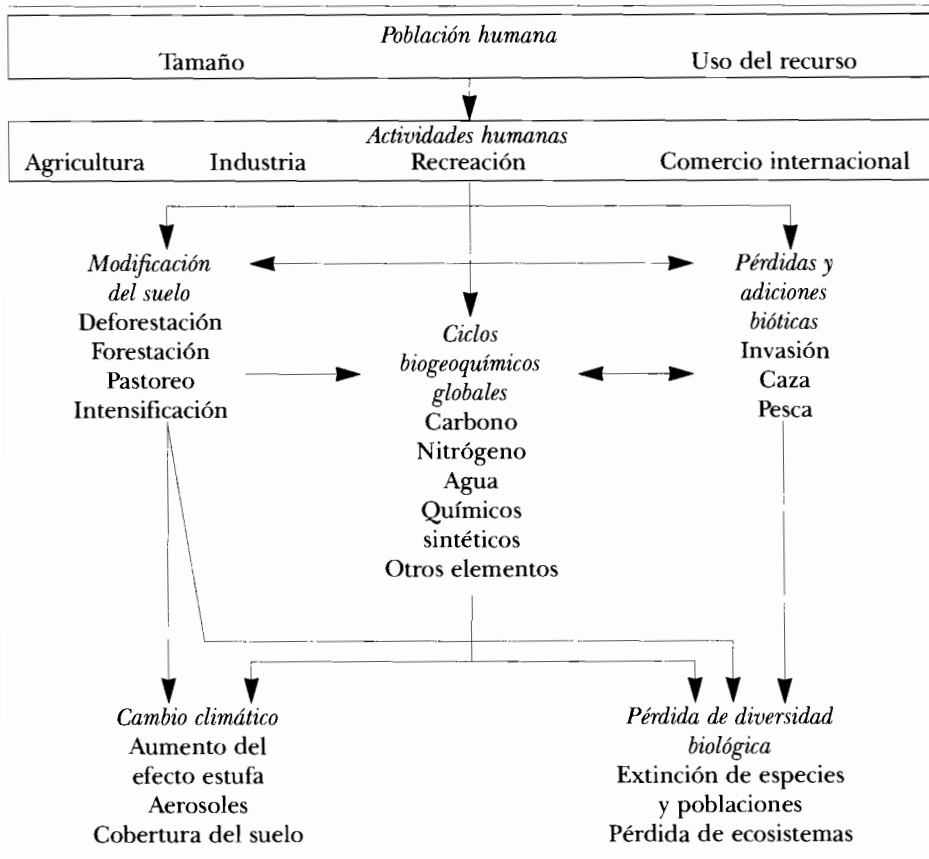 Población humana
Tamaño Uso del recurso
Actividades humanas
Agricultura Industria Recreación Comercio internacional
Modificación
del suelo
Deforestación
Forestación
Pastoreo
Intensificación
Ciclos
biogeoquímicos
globales
Carbono
Nitrógeno
Agua
Químicos
sintéticos
Otros elementos
Pérdidas y
adiciones
bióticas
Invasión
Caza
Pesca
Cambio climático
Aumento del
efecto estufa
Aerosoles
Cobertura del suelo
Pérdida de diversidad
biológica
Extinción de especies
y poblaciones
Pérdida de ecosistemas